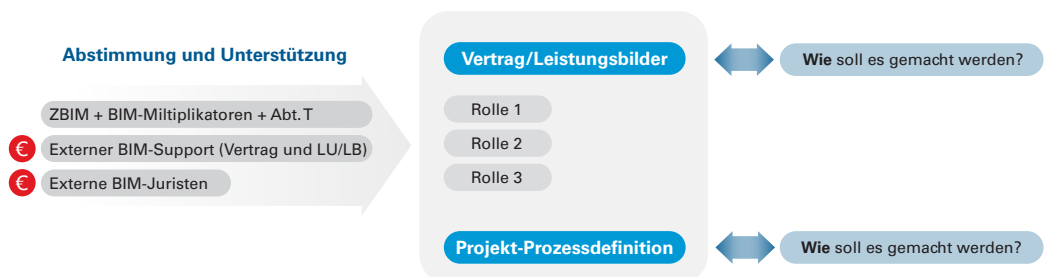 Abstimmung und Unterstützung
ZBIM + BIM-Miltiplikatoren + Abt. T
€ Externer BIM-Support (Vertrag und LU/LB)
€ Externe BIM-Juristen
Vertrag/Leistungsbilder
Rolle 1
Rolle 2
Rolle 3
Projekt-Prozessdefinition
Wie soll es gemacht werden?
Wie soll es gemacht werden?